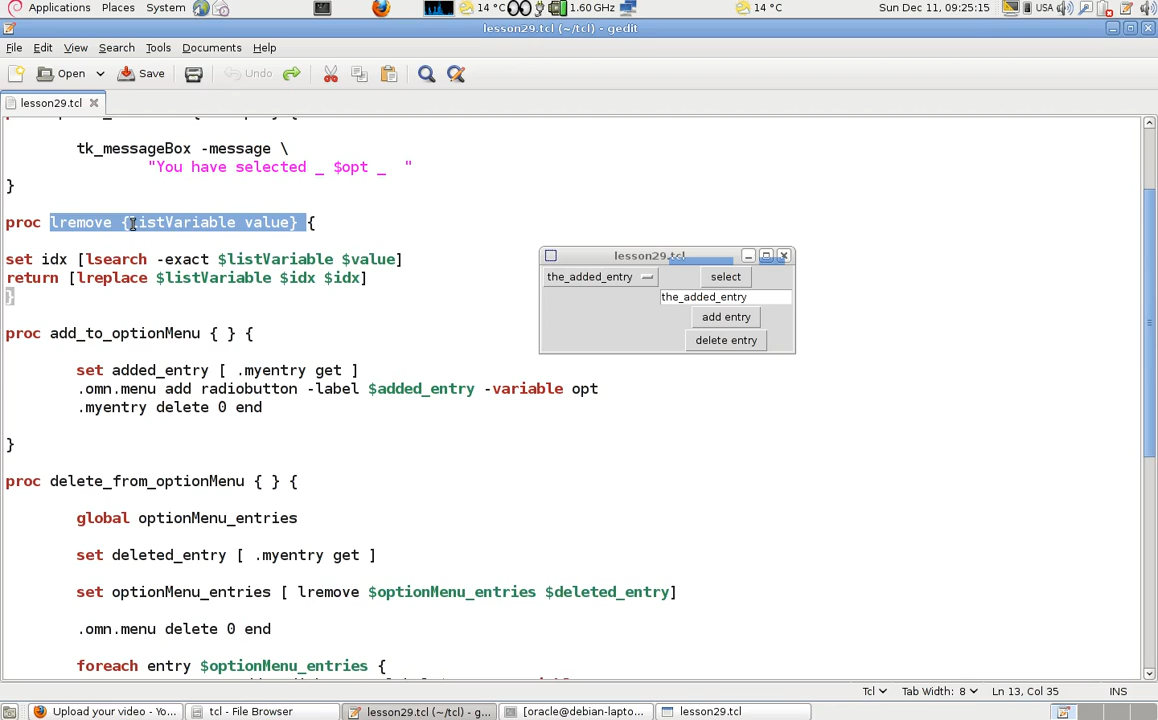 Applications Places System 14 °C 1.60 GHz 14 °C Sun Dec 11, 09:25:15 USA
lesson29.tcl (~/tcl) - gedit
File Edit View Search Tools Documents Help
Open Save Undo
lesson29.tcl
tk_messageBox -message \
"You have selected _ $opt _ "
}
proc lremove {listVariable value} {
set idx [lsearch -exact $listVariable $value]
return [lreplace $listVariable $idx $idx]
}
proc add_to_optionMenu { } {
set added_entry [ .myentry get ]
.omn.menu add radiobutton -label $added_entry -variable opt
.myentry delete 0 end
}
proc delete_from_optionMenu { } {
global optionMenu_entries
set deleted_entry [ .myentry get ]
set optionMenu_entries [ lremove $optionMenu_entries $deleted_entry]
.omn.menu delete 0 end
foreach entry $optionMenu_entries {
lesson29.tcl
the_added_entry select
the_added_entry
add entry
delete entry
Tcl Tab Width: 8 Ln 13, Col 35 INS
Upload your video - Yo... tcl - File Browser lesson29.tcl (~/tcl) - g... [oracle@debian-lapto... lesson29.tcl